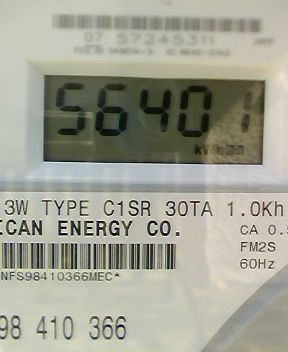 07 57245311
56401
kWh
3W TYPE C1SR 30TA 1.0Kh
ICAN ENERGY CO.
CA 0.5
FM2S
60Hz
NFS98410366MEC*
98 410 366